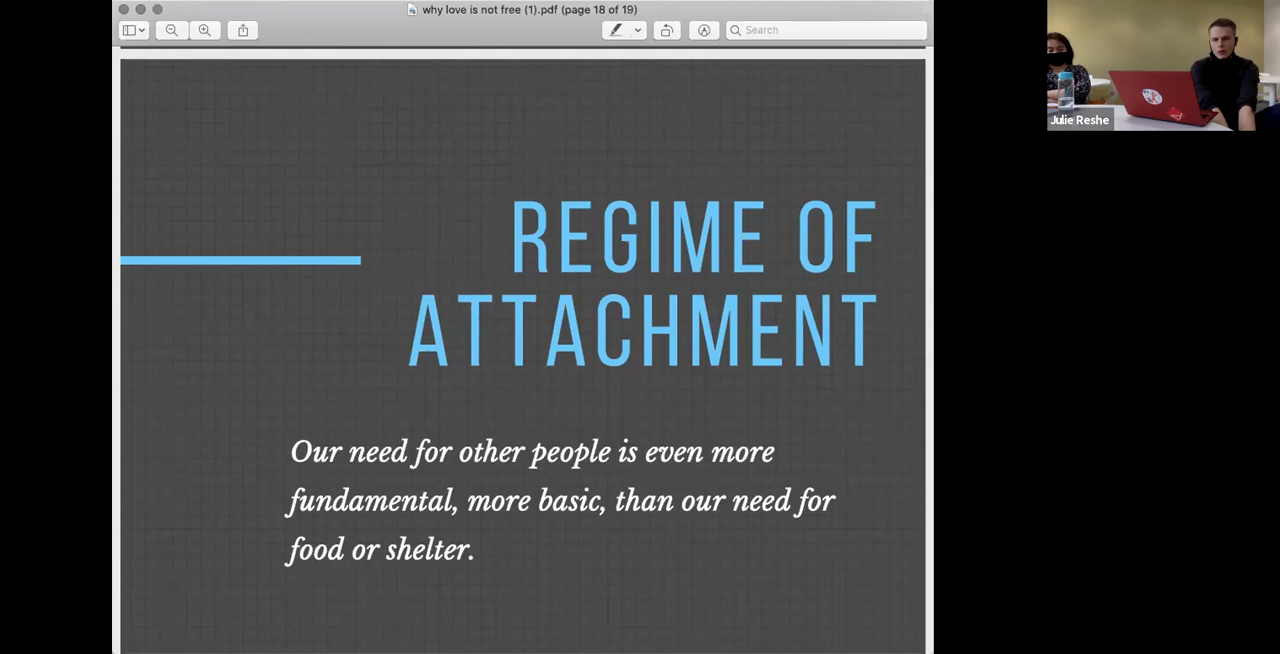 why love is not free (1).pdf (page 18 of 19)
Search
Julie Reshe
REGIME OF
ATTACHMENT
Our need for other people is even more
fundamental, more basic, than our need for
food or shelter.